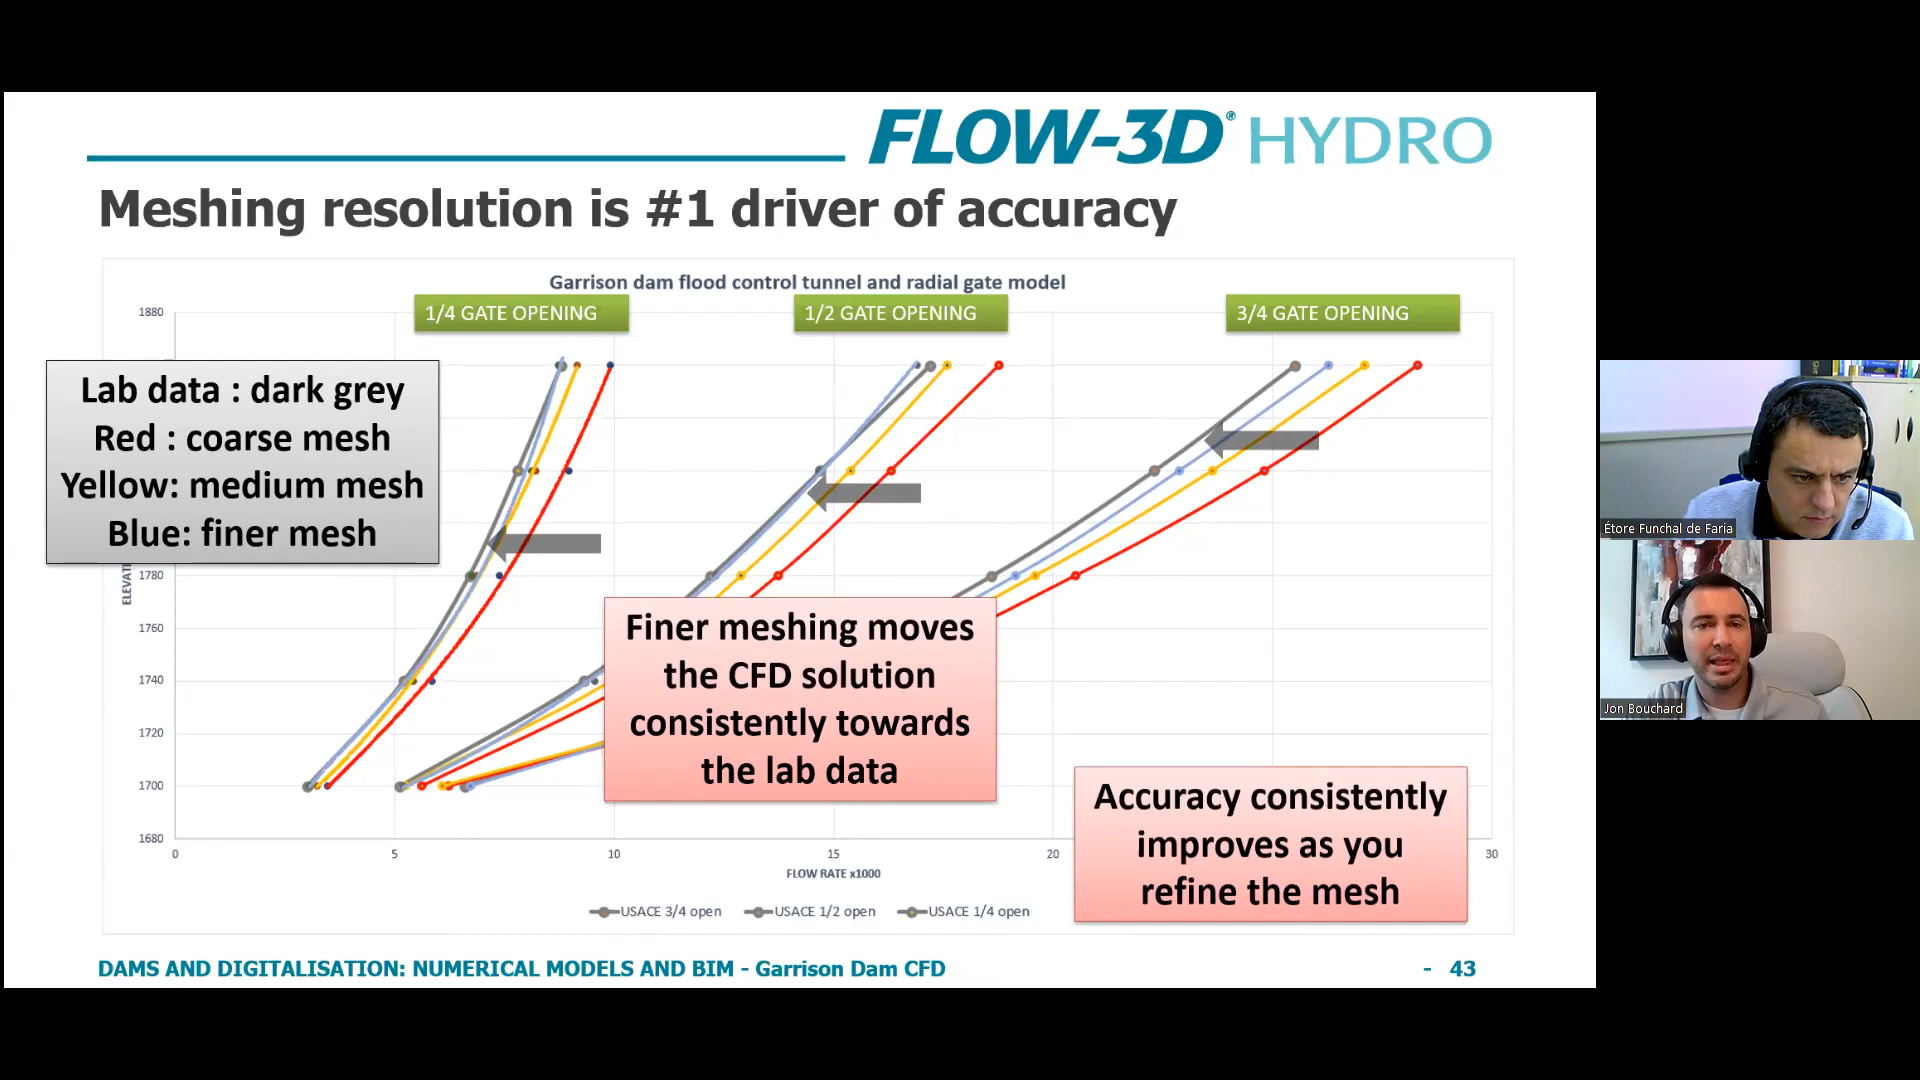 FLOW-3D® HYDRO
Meshing resolution is #1 driver of accuracy
Garrison dam flood control tunnel and radial gate model
1/4 GATE OPENING
1/2 GATE OPENING
3/4 GATE OPENING
1880
Lab data : dark grey
Red : coarse mesh
Yellow: medium mesh
Blue: finer mesh
1780
1760
1740
1720
1700
1680
Finer meshing moves
the CFD solution
consistently towards
the lab data
Accuracy consistently
improves as you
refine the mesh
0 5 10 15 20 30
FLOW RATE x1000
USACE 3/4 open USACE 1/2 open USACE 1/4 open
DAMS AND DIGITALISATION: NUMERICAL MODELS AND BIM - Garrison Dam CFD
- 43
Étore Funchal de Faria
Jon Bouchard